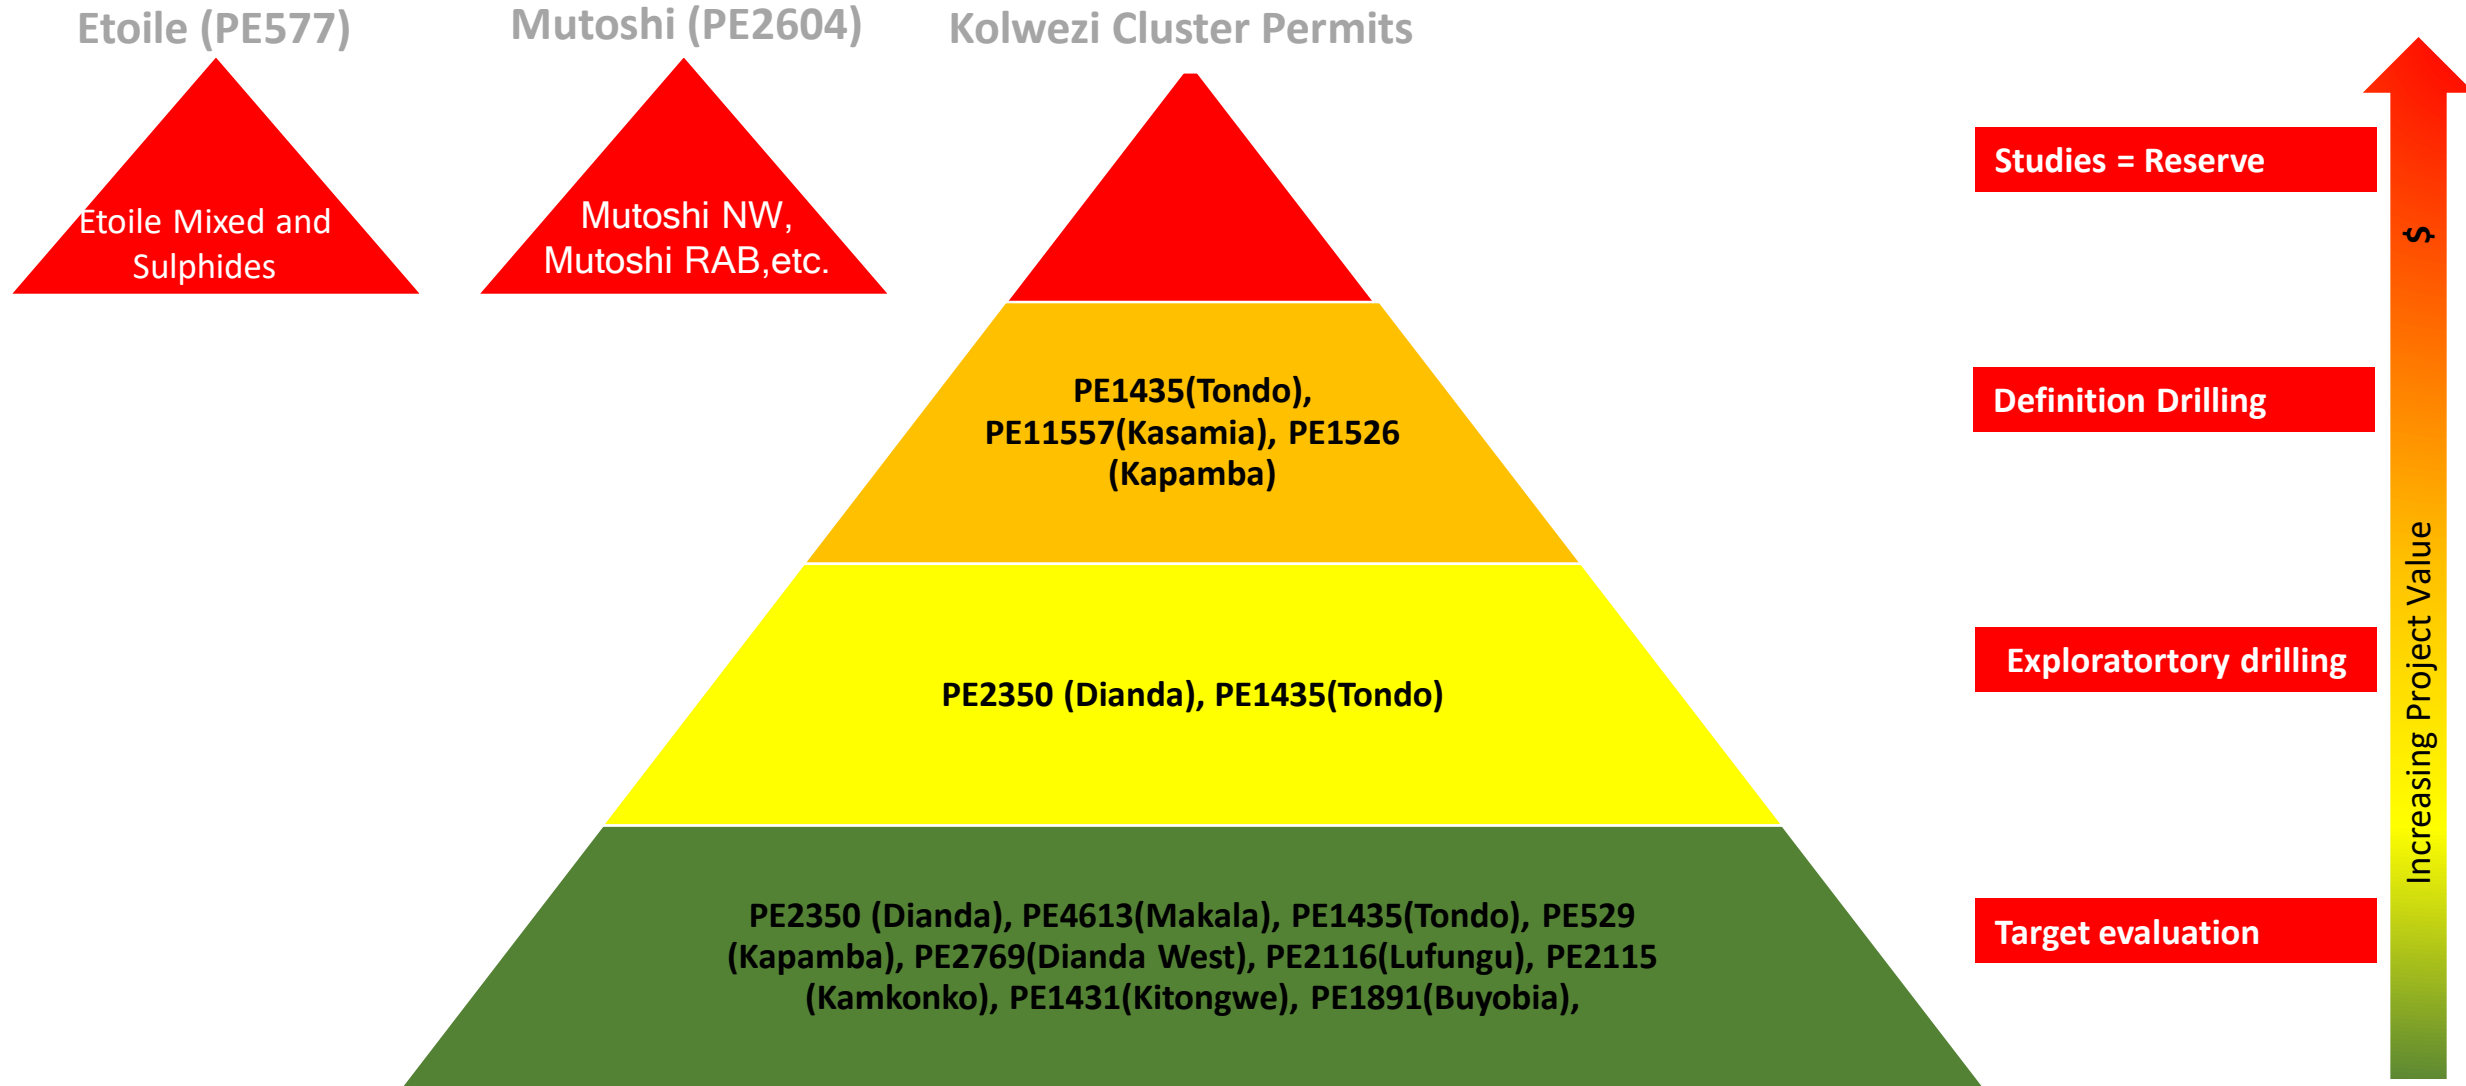 Etoile (PE577)
Mutoshi (PE2604)
Kolwezi Cluster Permits
Etoile Mixed and
Sulphides
Mutoshi NW,
Mutoshi RAB,etc.
Studies = Reserve
PE1435(Tondo),
PE11557(Kasamia), PE1526
(Kapamba)
Definition Drilling
PE2350 (Dianda), PE1435(Tondo)
Exploratortory drilling
PE2350 (Dianda), PE4613(Makala), PE1435(Tondo), PE529
(Kapamba), PE2769(Dianda West), PE2116(Lufungu), PE2115
(Kamkonko), PE1431(Kitongwe), PE1891(Buyobia),
Target evaluation
Increasing Project Value $